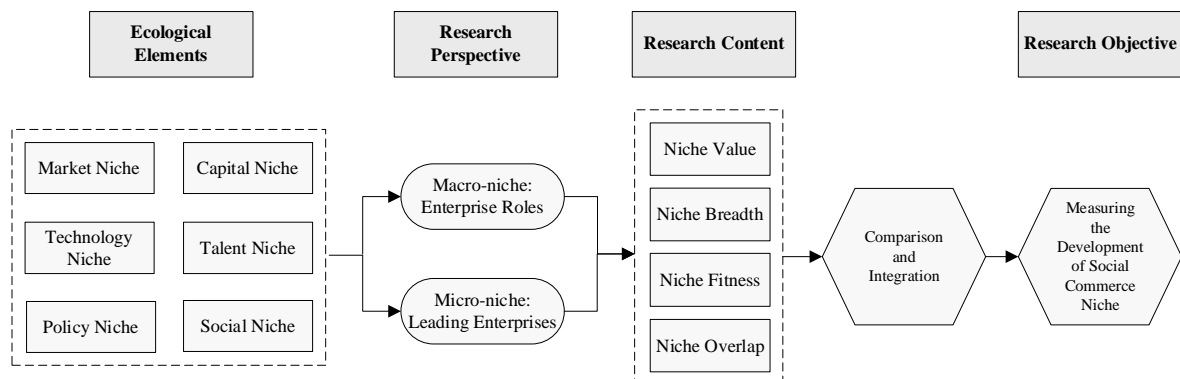 Ecological
Elements
Research
Perspective
Research Content
Research Objective
Market Niche
Capital Niche
Technology
Niche
Talent Niche
Policy Niche
Social Niche
Macro-niche:
Enterprise Roles
Micro-niche:
Leading Enterprises
Niche Value
Niche Breadth
Niche Fitness
Niche Overlap
Comparison
and
Integration
Measuring
the
Development
of Social
Commerce
Niche